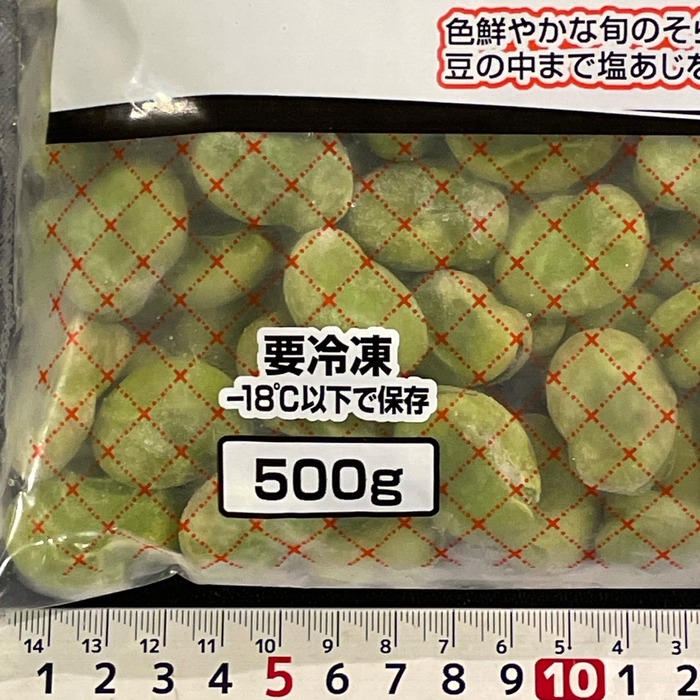 色鮮やかな旬のそら
豆の中まで塩あじを
要冷凍
-18℃以下で保存
500g
14 13 12 11 10 9 8 7 6 5 4 3
1 2 3 4 5 6 7 8 9 10 1 2